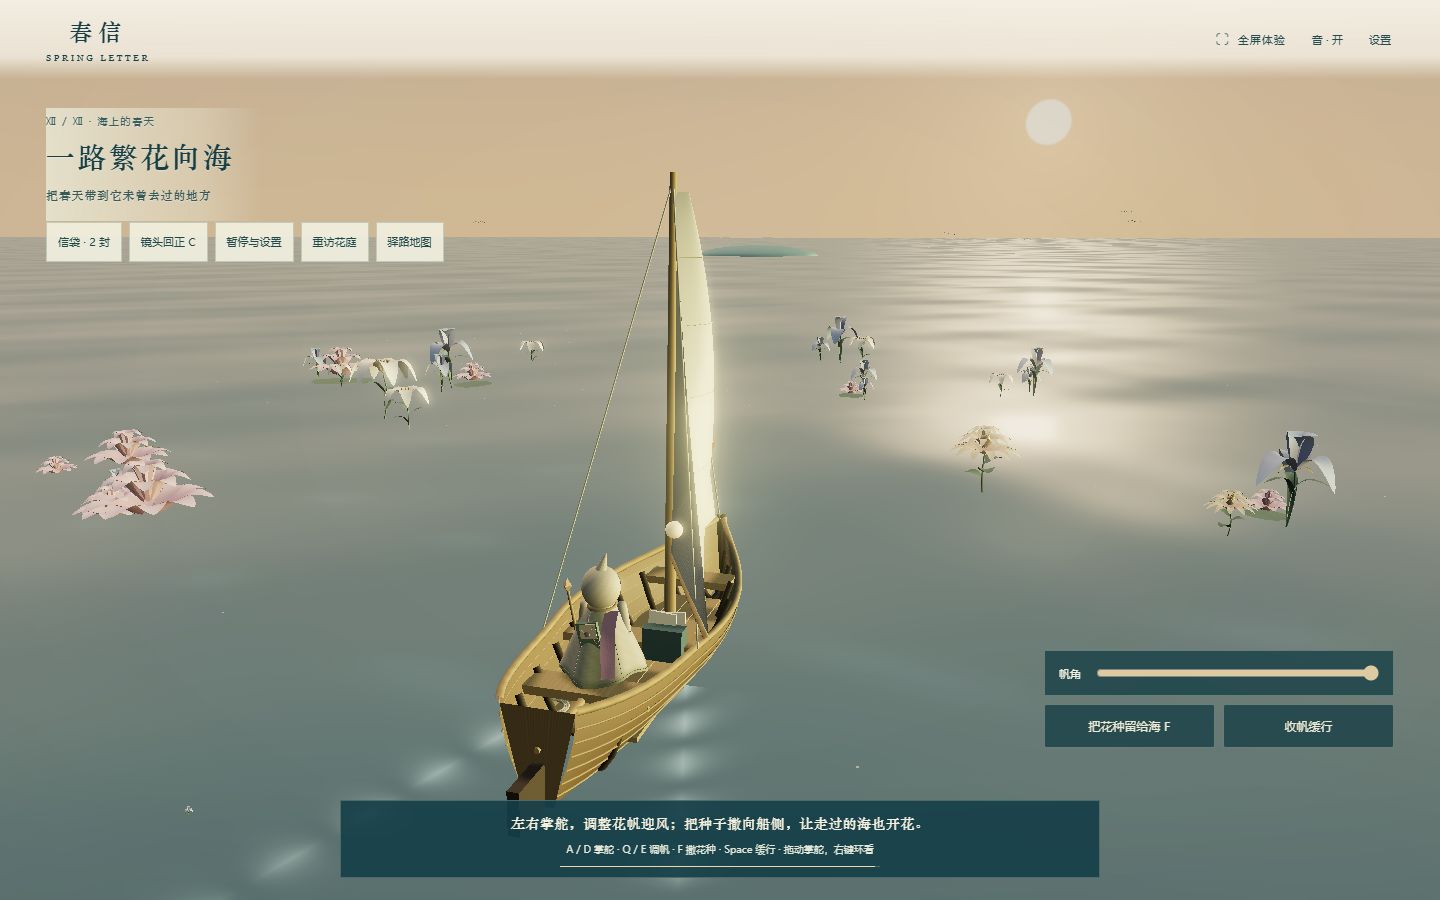 春信
SPRING LETTER
全屏体验
音 · 开
设置
Ⅻ / Ⅻ · 海上的春天
一路繁花向海
把春天带到它未曾去过的地方
信袋 · 2 封
镜头回正 C
暂停与设置
重访花庭
驿路地图
帆角
把花种留给海 F
收帆缓行
左右掌舵，调整花帆迎风；把种子撒向船侧，让走过的海也开花。
A / D 掌舵 · Q / E 调帆 · F 撒花种 · Space 缓行 · 拖动掌舵，右键环看